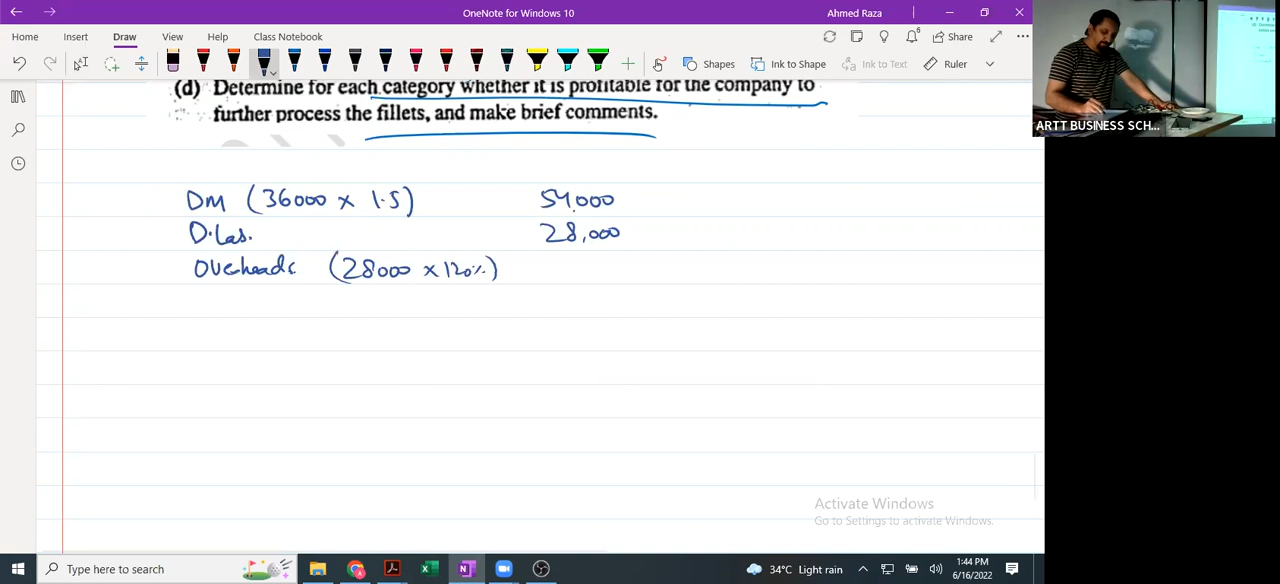 OneNote for Windows 10
Ahmed Raza
Home Insert Draw View Help Class Notebook
6
Share
Shapes Ink to Shape Ink to Text Ruler
ARTT BUSINESS SCH...
(d) Determine for each category whether it is profitable for the company to
further process the fillets, and make brief comments.
DM (36000 × 1.5) 54,000
D.Lab. 28,000
Overheads (28000 × 120%)
Activate Windows
Go to Settings to activate Windows.
Type here to search
34°C Light rain
1:44 PM
6/16/2022